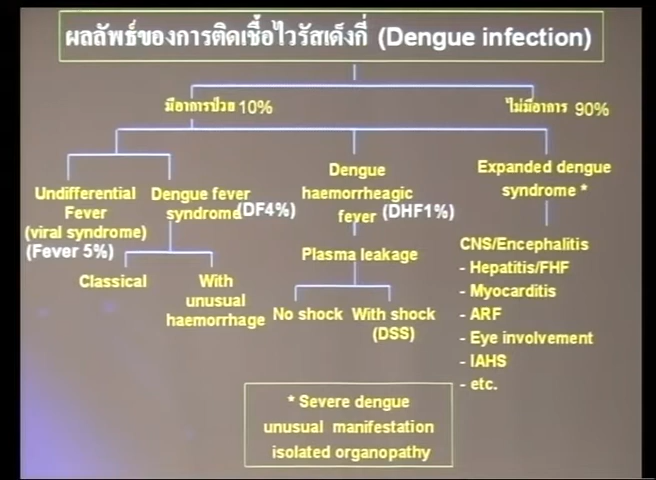 ผลลัพธ์ของการติดเชื้อไวรัสเด็งกี่ (Dengue infection)
มีอาการป่วย 10%
ไม่มีอาการ 90%
Undifferential
Fever
(viral syndrome)
(Fever 5%)
Dengue fever
syndrome (DF4%)
Dengue
haemorrheagic
fever (DHF1%)
Expanded dengue
syndrome *
Classical
With
unusual
haemorrhage
Plasma leakage
No shock
With shock
(DSS)
CNS/Encephalitis
- Hepatitis/FHF
- Myocarditis
- ARF
- Eye involvement
- IAHS
- etc.
* Severe dengue
unusual manifestation
isolated organopathy